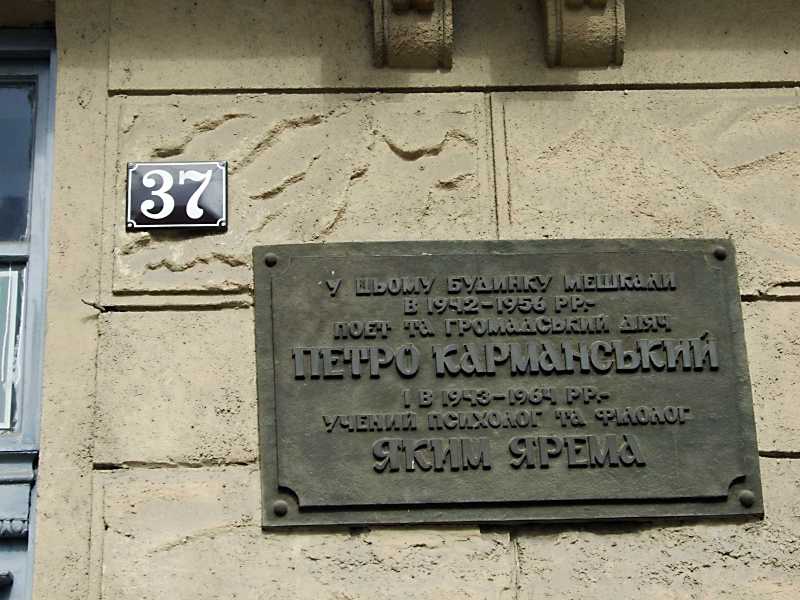 37
У ЦЬОМУ БУДИНКУ МЕШКАЛИ
В 1942-1956 РР.-
ПОЕТ ТА ГРОМАДСЬКИЙ ДІЯЧ
ПЕТРО КАРМАНСЬКИЙ
І В 1943-1964 РР.-
УЧЕНИЙ ПСИХОЛОГ ТА ФІЛОЛОГ
ЯКИМ ЯРЕМА